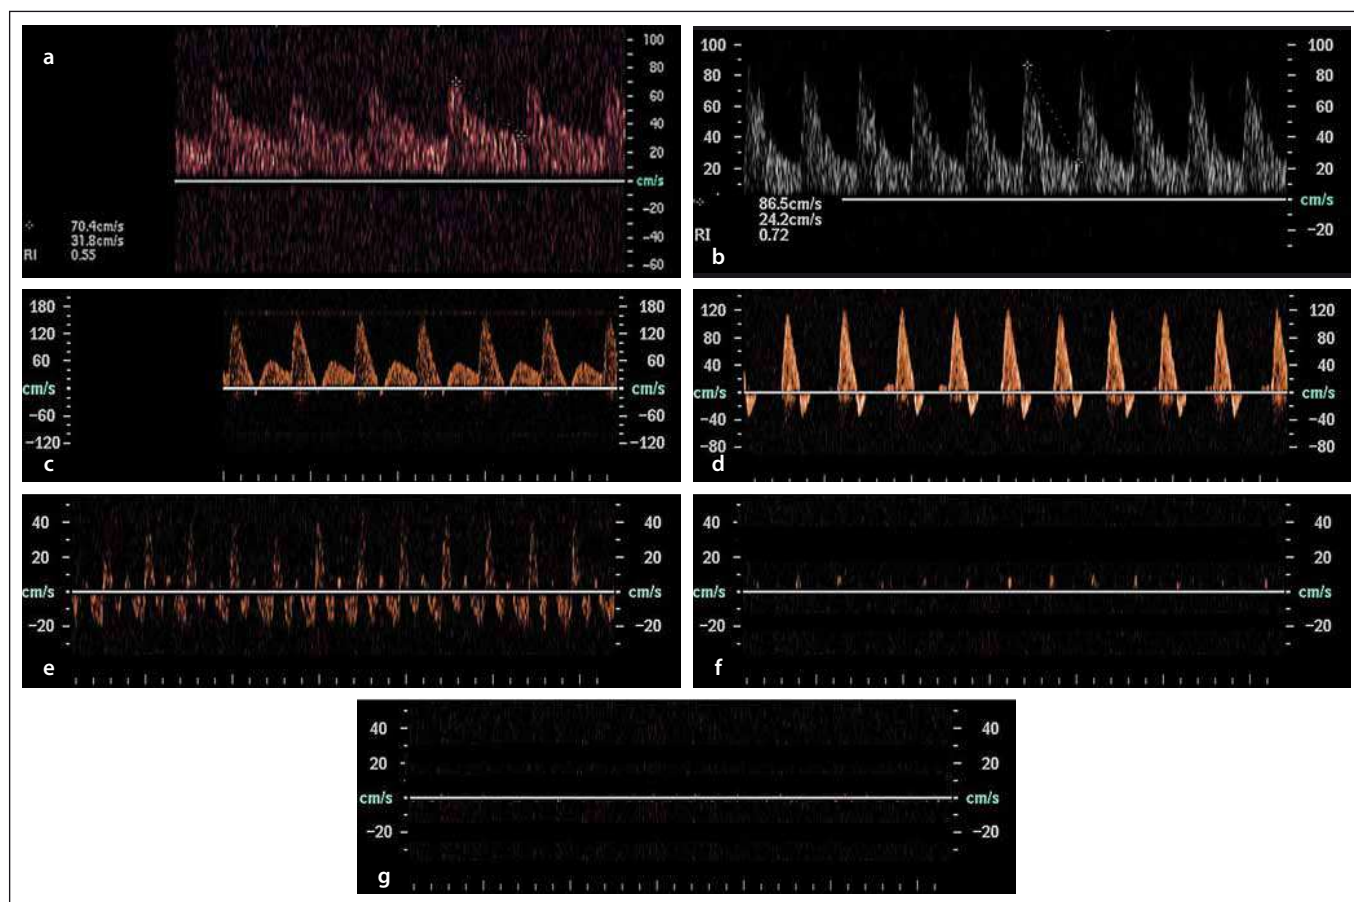 a
100
80
60
40
20
cm/s
-20
-40
-60
70.4cm/s
31.8cm/s
RI 0.55
100 100
80 80
60 60
40 40
20 20
cm/s
-20
86.5cm/s
24.2cm/s
RI 0.72
b
180 180
120 120
60 60
cm/s cm/s
-60 -60
-120 -120
c
120 120
80 80
40 40
cm/s cm/s
-40 -40
-80 -80
d
40 40
20 20
cm/s cm/s
-20 -20
e
40 40
20 20
cm/s cm/s
-20 -20
f
40 40
20 20
cm/s cm/s
-20 -20
g